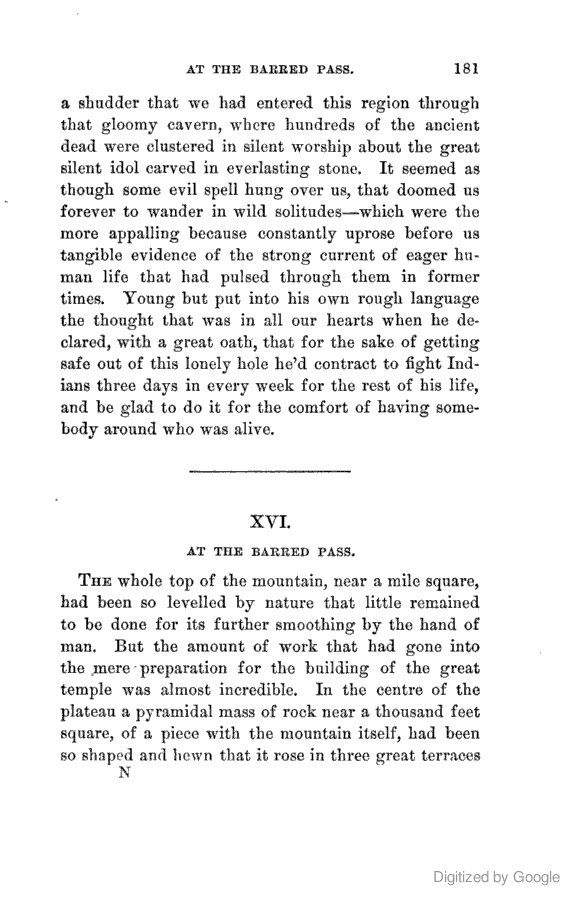 AT THE BARRED PASS. 181
a shudder that we had entered this region through
that gloomy cavern, where hundreds of the ancient
dead were clustered in silent worship about the great
silent idol carved in everlasting stone. It seemed as
though some evil spell hung over us, that doomed us
forever to wander in wild solitudes—which were the
more appalling because constantly uprose before us
tangible evidence of the strong current of eager hu-
man life that had pulsed through them in former
times. Young but put into his own rough language
the thought that was in all our hearts when he de-
clared, with a great oath, that for the sake of getting
safe out of this lonely hole he'd contract to fight Ind-
ians three days in every week for the rest of his life,
and be glad to do it for the comfort of having some-
body around who was alive.
XVI.
AT THE BARRED PASS.
THE whole top of the mountain, near a mile square,
had been so levelled by nature that little remained
to be done for its further smoothing by the hand of
man. But the amount of work that had gone into
the mere preparation for the building of the great
temple was almost incredible. In the centre of the
plateau a pyramidal mass of rock near a thousand feet
square, of a piece with the mountain itself, had been
so shaped and hewn that it rose in three great terraces
N
Digitized by Google